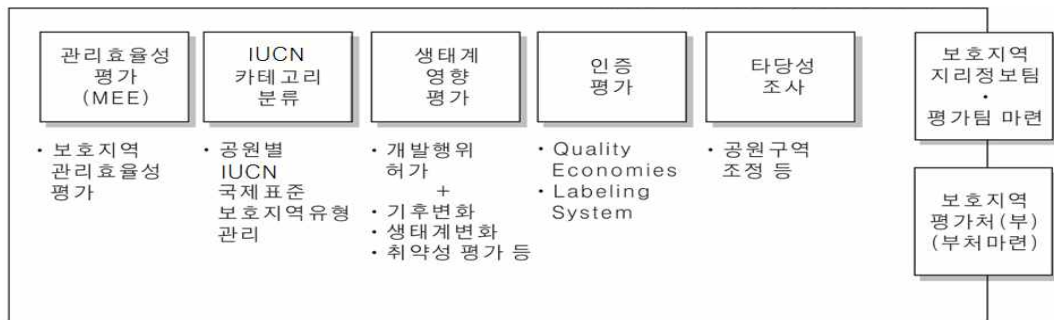 관리효율성
평가
(MEE)
IUCN
카테고리
분류
생태계
영향
평가
인증
평가
타당성
조사
보호지역
지리정보팀
·
평가팀 마련
· 보호지역
관리효율성
평가
· 공원별
IUCN
국제표준
보호지역유형
관리
· 개발행위
허가
+
· 기후변화
· 생태계변화
· 취약성 평가 등
· Quality
Economies
· Labeling
System
· 공원구역
조정 등
보호지역
평가처(부)
(부처마련)